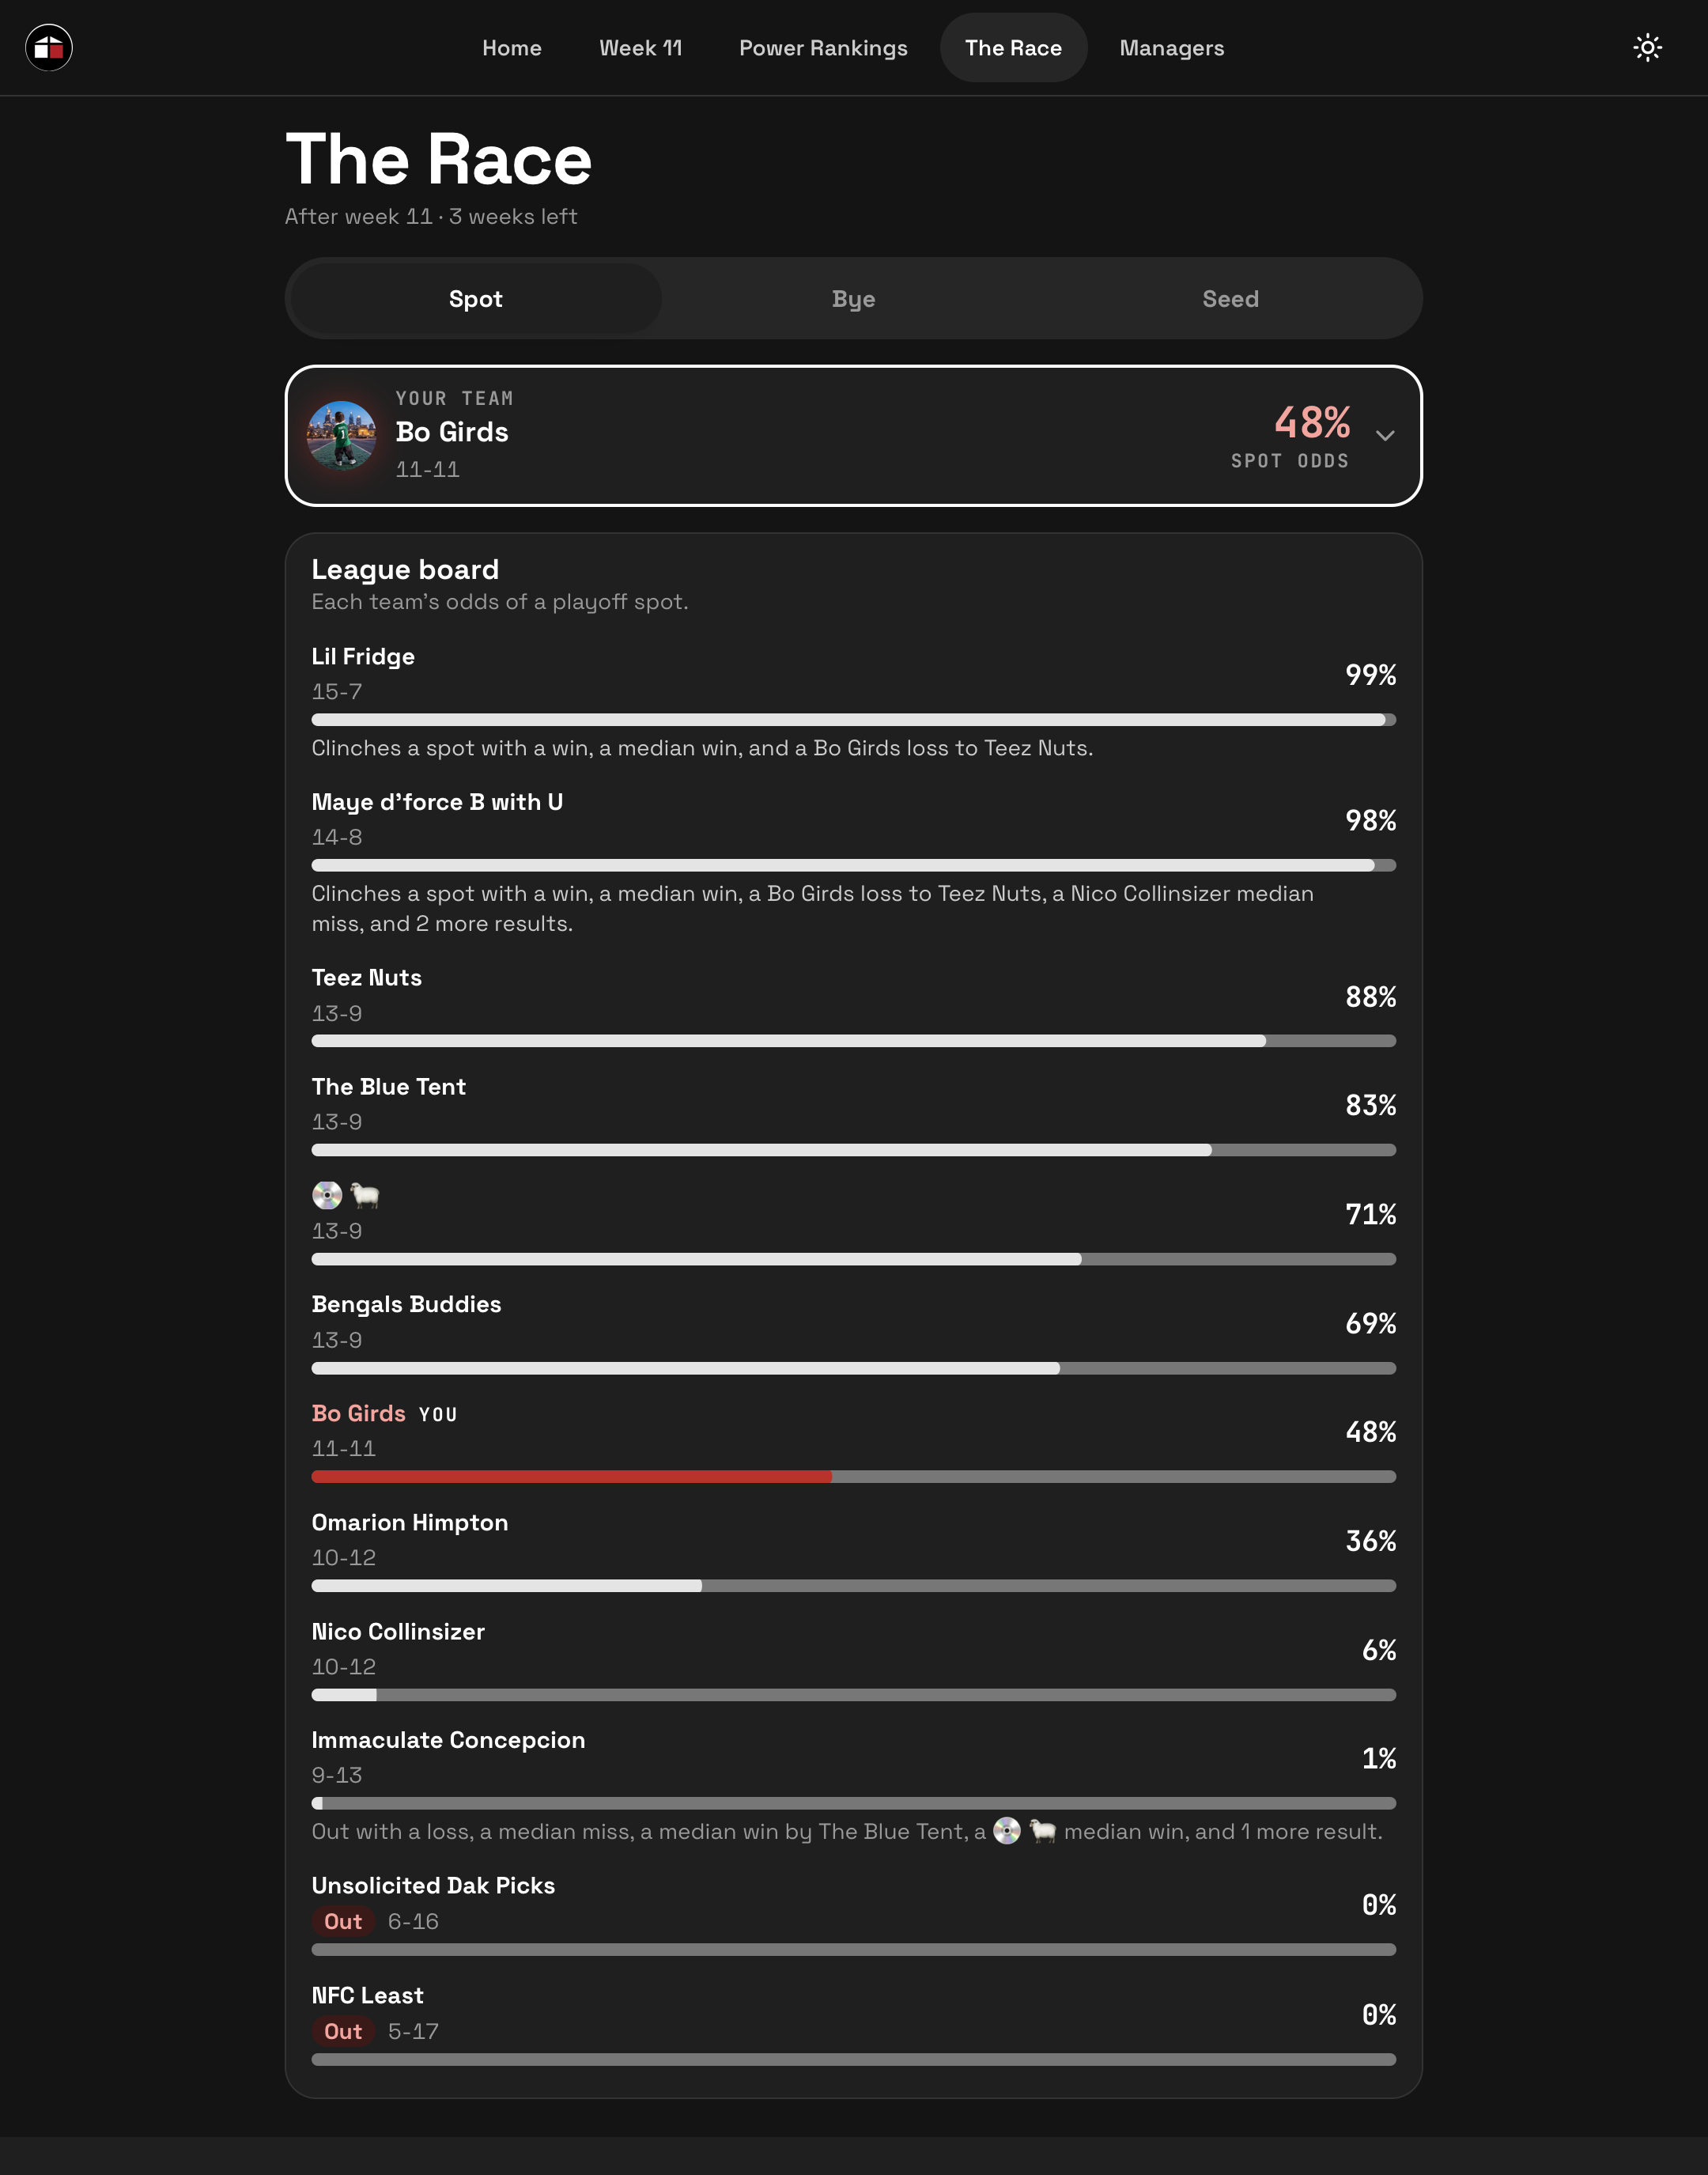 Home
Week 11
Power Rankings
The Race
Managers
The Race
After week 11 · 3 weeks left
Spot
Bye
Seed
YOUR TEAM
Bo Girds
11-11
48%
SPOT ODDS
League board
Each team’s odds of a playoff spot.
Lil Fridge
15-7
99%
Clinches a spot with a win, a median win, and a Bo Girds loss to Teez Nuts.
Maye d’force B with U
14-8
98%
Clinches a spot with a win, a median win, a Bo Girds loss to Teez Nuts, a Nico Collinsizer median
miss, and 2 more results.
Teez Nuts
13-9
88%
The Blue Tent
13-9
83%
💿 🐑
13-9
71%
Bengals Buddies
13-9
69%
Bo Girds YOU
11-11
48%
Omarion Himpton
10-12
36%
Nico Collinsizer
10-12
6%
Immaculate Concepcion
9-13
1%
Out with a loss, a median miss, a median win by The Blue Tent, a 💿 🐑 median win, and 1 more result.
Unsolicited Dak Picks
Out 6-16
0%
NFC Least
Out 5-17
0%